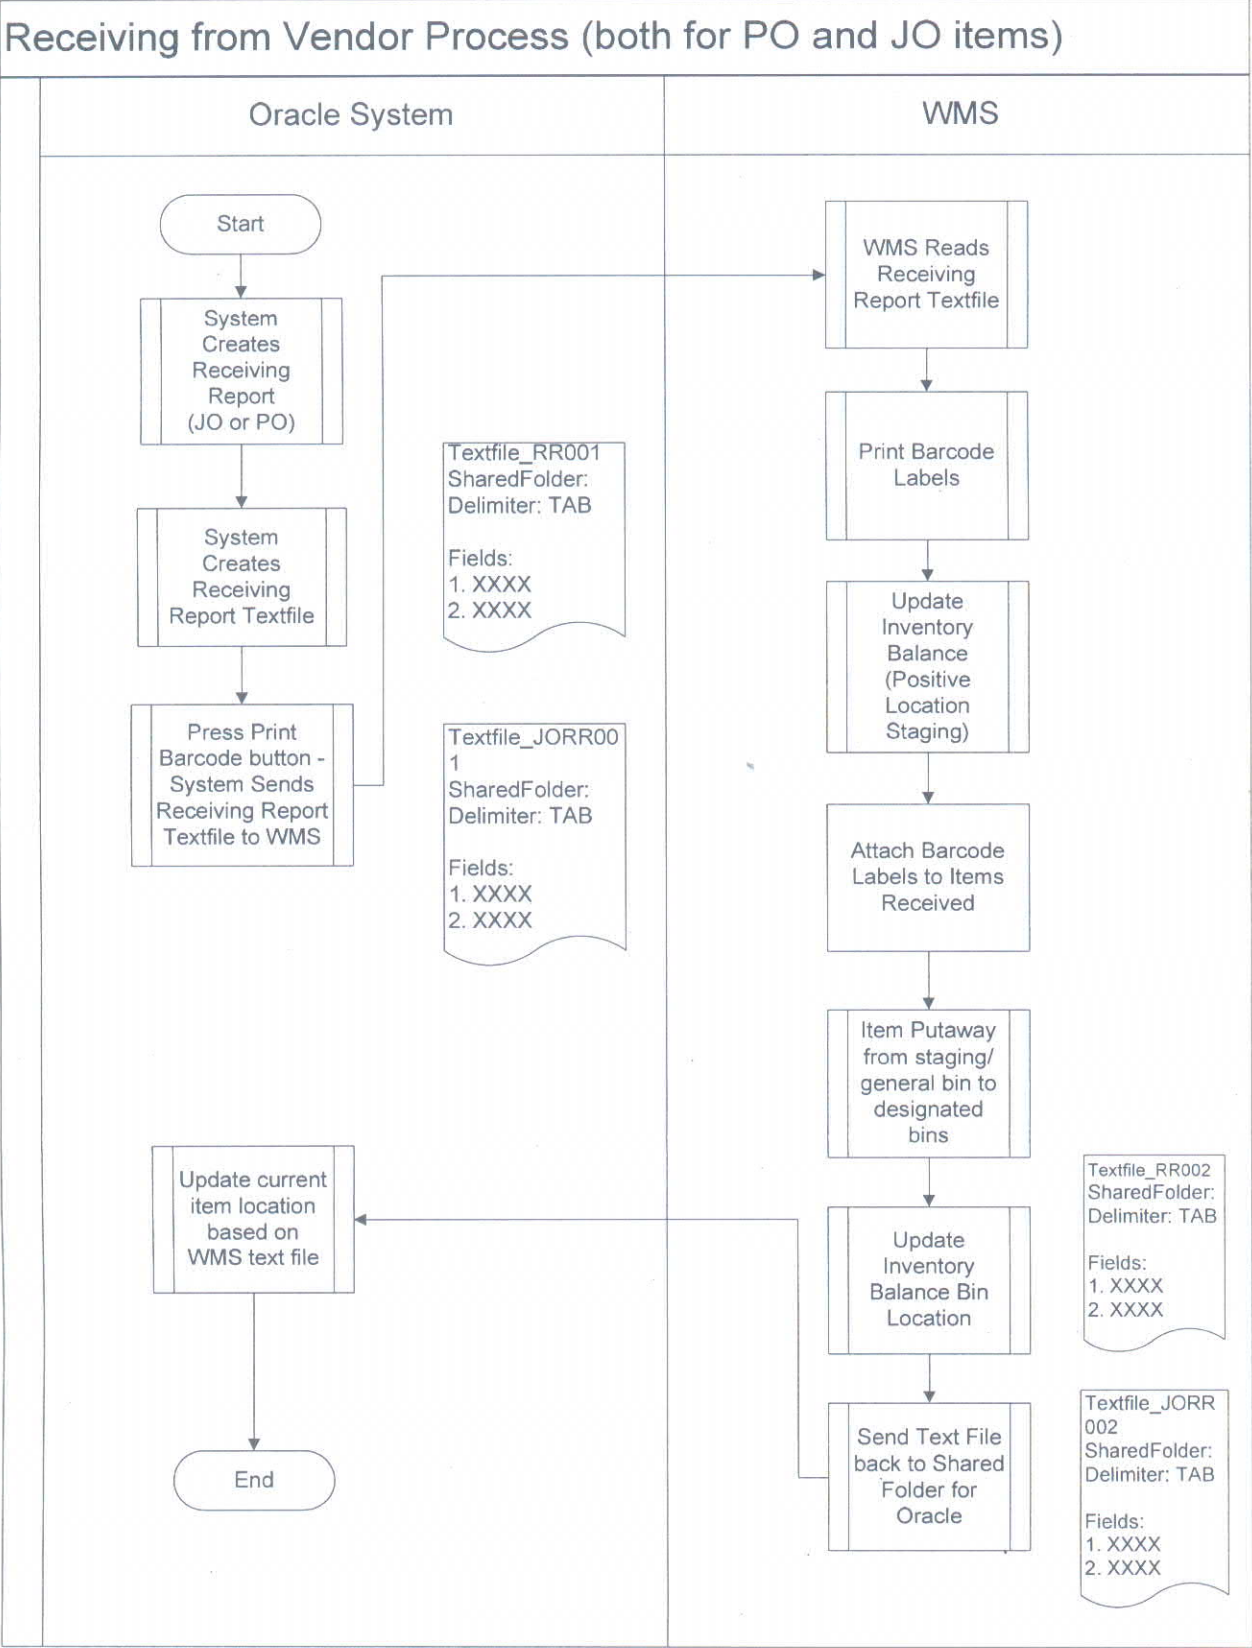 Receiving from Vendor Process (both for PO and JO items)
Oracle System
WMS
Start
System
Creates
Receiving
Report
(JO or PO)
System
Creates
Receiving
Report Textfile
Press Print
Barcode button -
System Sends
Receiving Report
Textfile to WMS
Textfile_RR001
SharedFolder:
Delimiter: TAB
Fields:
1. XXXX
2. XXXX
Textfile_JORR00
1
SharedFolder:
Delimiter: TAB
Fields:
1. XXXX
2. XXXX
WMS Reads
Receiving
Report Textfile
Print Barcode
Labels
Update
Inventory
Balance
(Positive
Location
Staging)
Attach Barcode
Labels to Items
Received
Item Putaway
from staging/
general bin to
designated
bins
Update
Inventory
Balance Bin
Location
Send Text File
back to Shared
Folder for
Oracle
Textfile_RR002
SharedFolder:
Delimiter: TAB
Fields:
1. XXXX
2. XXXX
Textfile_JORR
002
SharedFolder:
Delimiter: TAB
Fields:
1. XXXX
2. XXXX
Update current
item location
based on
WMS text file
End